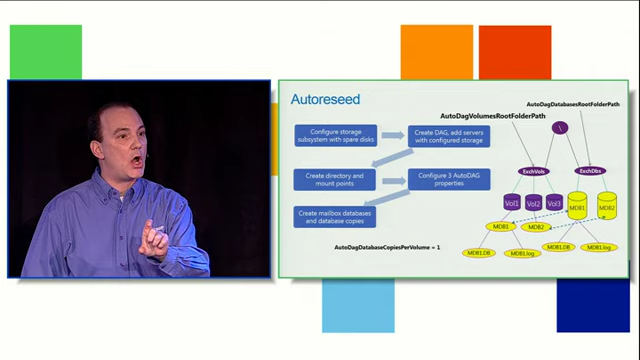 Autoreseed
AutoDagDatabasesRootFolderPath
AutoDagVolumesRootFolderPath
Configure storage
subsystem with spare disks
Create DAG, add servers
with configured storage
\
Create directory and
mount points
Configure 3 AutoDAG
properties
ExchVols
ExchDbs
Vol1
Vol2
Vol3
MDB1
MDB2
Create mailbox databases
and database copies
MDB1
MDB2
AutoDagDatabaseCopiesPerVolume = 1
MDB1.DB
MDB1.log
MDB1.DB
MDB1.log